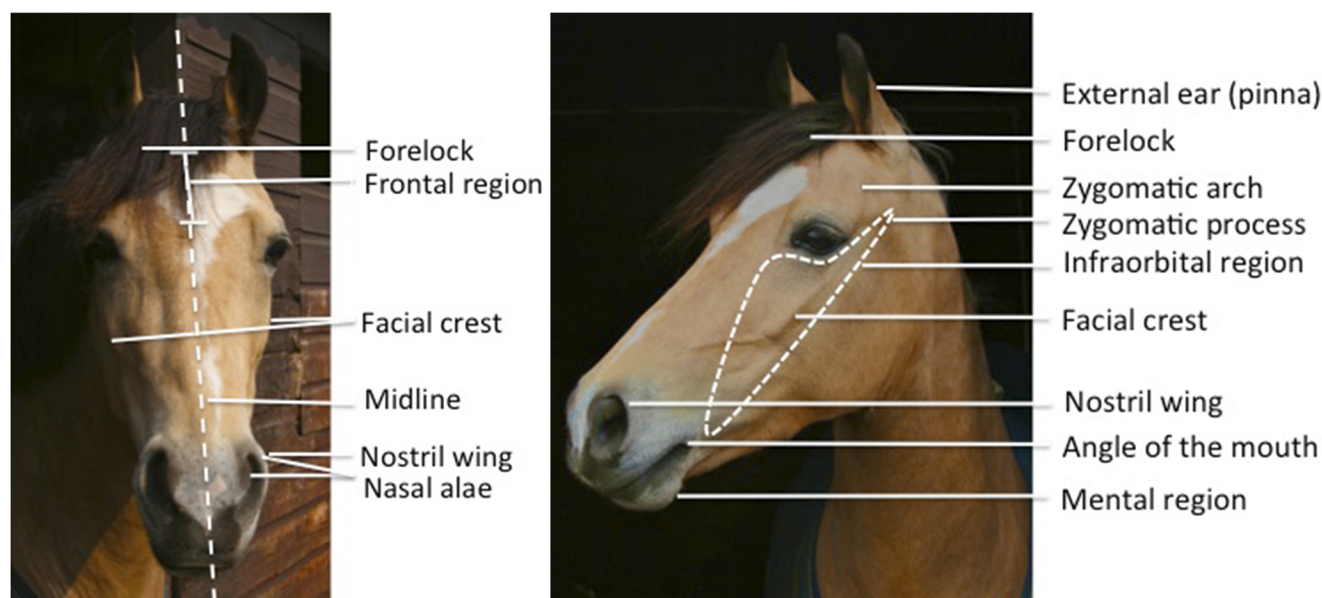 Forelock
Frontal region
Facial crest
Midline
Nostril wing
Nasal alae
External ear (pinna)
Forelock
Zygomatic arch
Zygomatic process
Infraorbital region
Facial crest
Nostril wing
Angle of the mouth
Mental region